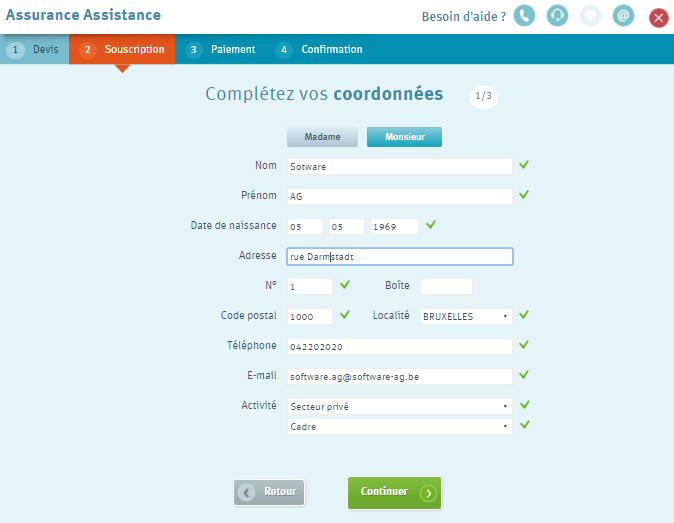 Assurance Assistance
Besoin d'aide ?
1 Devis 2 Souscription 3 Paiement 4 Confirmation
Complétez vos coordonnées 1/3
Madame Monsieur
Nom Sotware
Prénom AG
Date de naissance 05 05 1969
Adresse rue Darmstadt
N° 1 Boîte
Code postal 1000 Localité BRUXELLES
Téléphone 042202020
E-mail software.ag@software-ag.be
Activité Secteur privé
Cadre
Retour Continuer